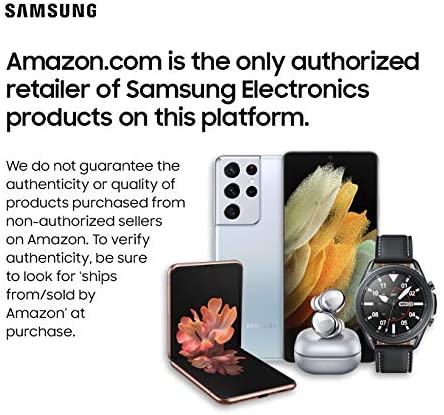 SAMSUNG
Amazon.com is the only authorized
retailer of Samsung Electronics
products on this platform.
We do not guarantee the
authenticity or quality of
products purchased from
non-authorized sellers
on Amazon. To verify
authenticity, be sure
to look for 'ships
from/sold by
Amazon' at
purchase.
SAMSUNG